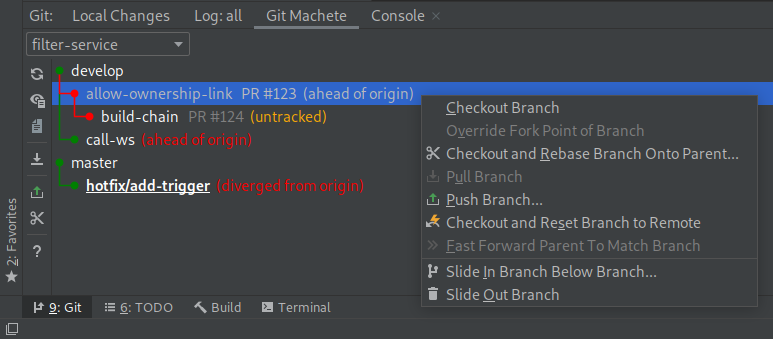 Git: Local Changes Log: all Git Machete Console
filter-service
develop
allow-ownership-link PR #123 (ahead of origin)
build-chain PR #124 (untracked)
call-ws (ahead of origin)
master
hotfix/add-trigger (diverged from origin)
Checkout Branch
Override Fork Point of Branch
Checkout and Rebase Branch Onto Parent...
Pull Branch
Push Branch...
Checkout and Reset Branch to Remote
Fast Forward Parent To Match Branch
Slide In Branch Below Branch...
Slide Out Branch
2: Favorites
9: Git 6: TODO Build Terminal